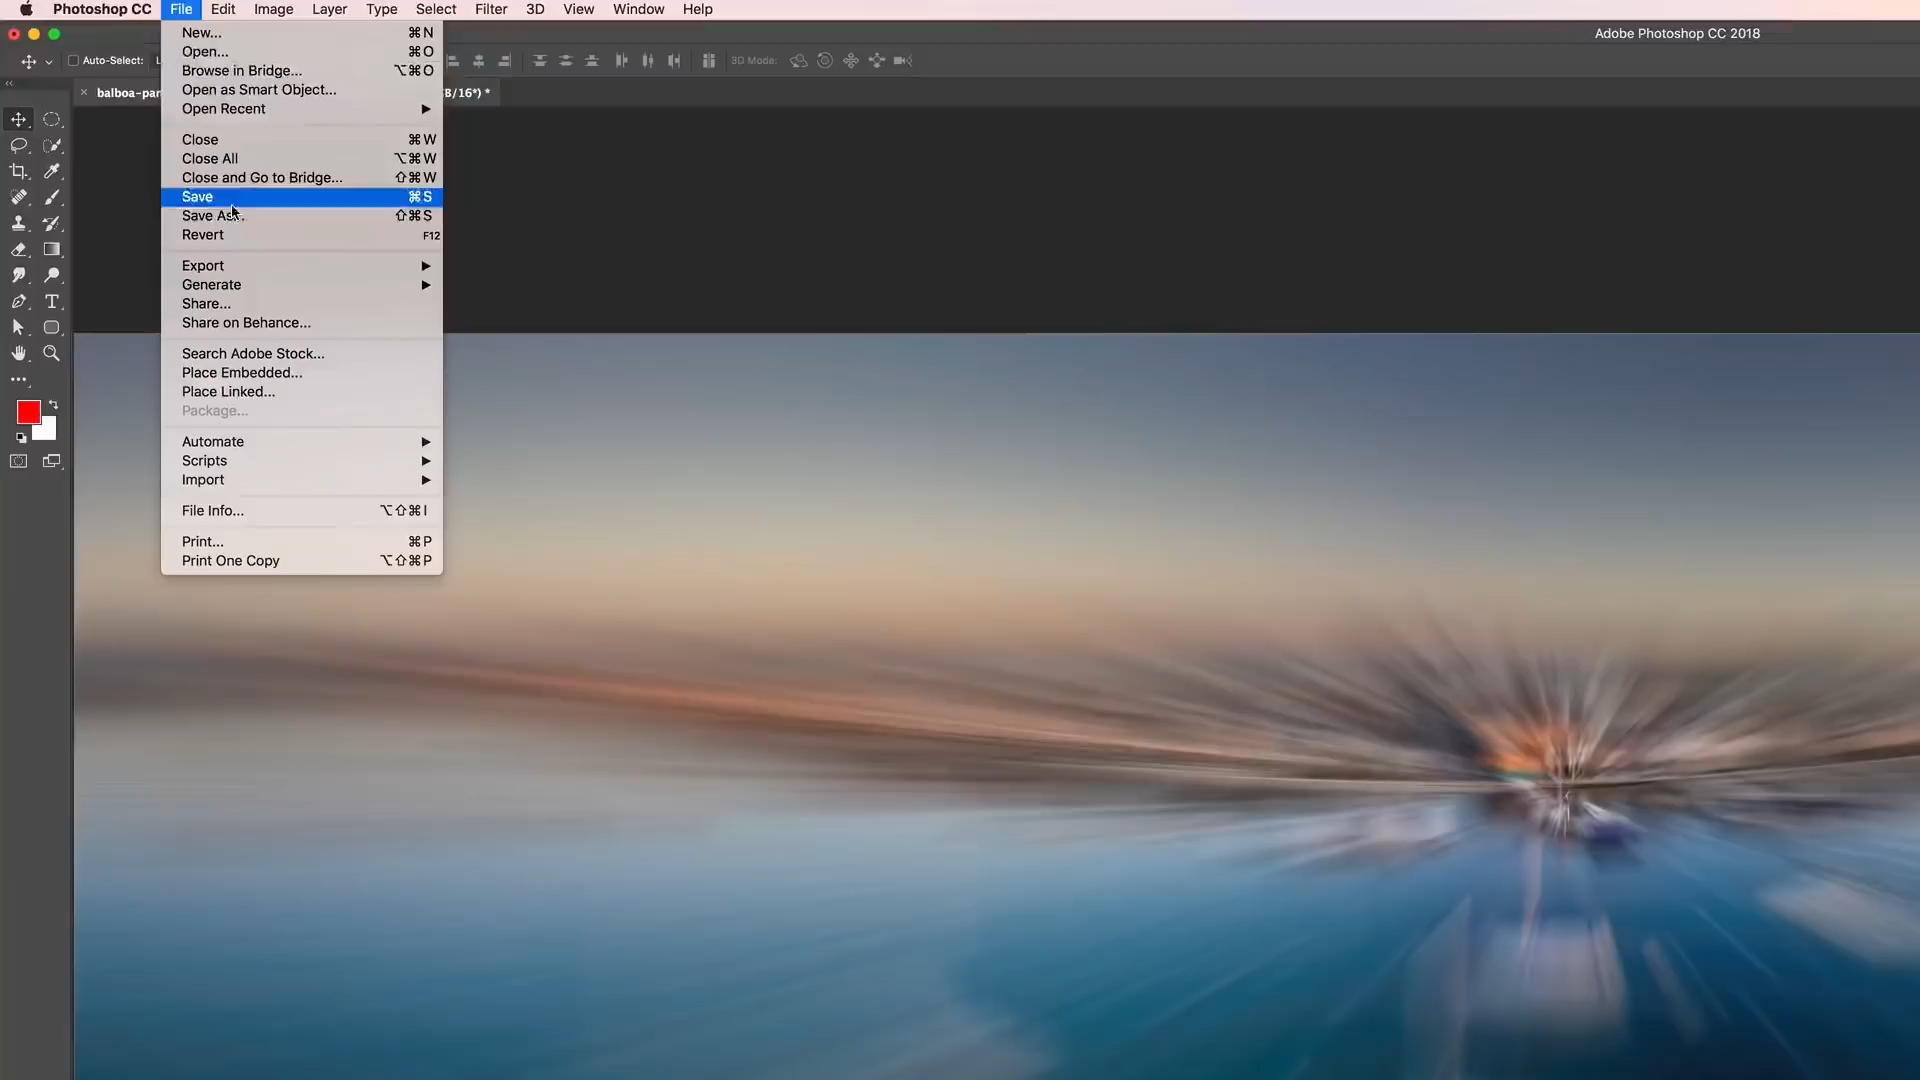 Photoshop CC File Edit Image Layer Type Select Filter 3D View Window Help
Adobe Photoshop CC 2018
Auto-Select: 3D Mode:
balboa-pan B/16*) *
New... ⌘N
Open... ⌘O
Browse in Bridge... ⌥⌘O
Open as Smart Object...
Open Recent
Close ⌘W
Close All ⌥⌘W
Close and Go to Bridge... ⇧⌘W
Save ⌘S
Save As... ⇧⌘S
Revert F12
Export
Generate
Share...
Share on Behance...
Search Adobe Stock...
Place Embedded...
Place Linked...
Package...
Automate
Scripts
Import
File Info... ⌥⇧⌘I
Print... ⌘P
Print One Copy ⌥⇧⌘P